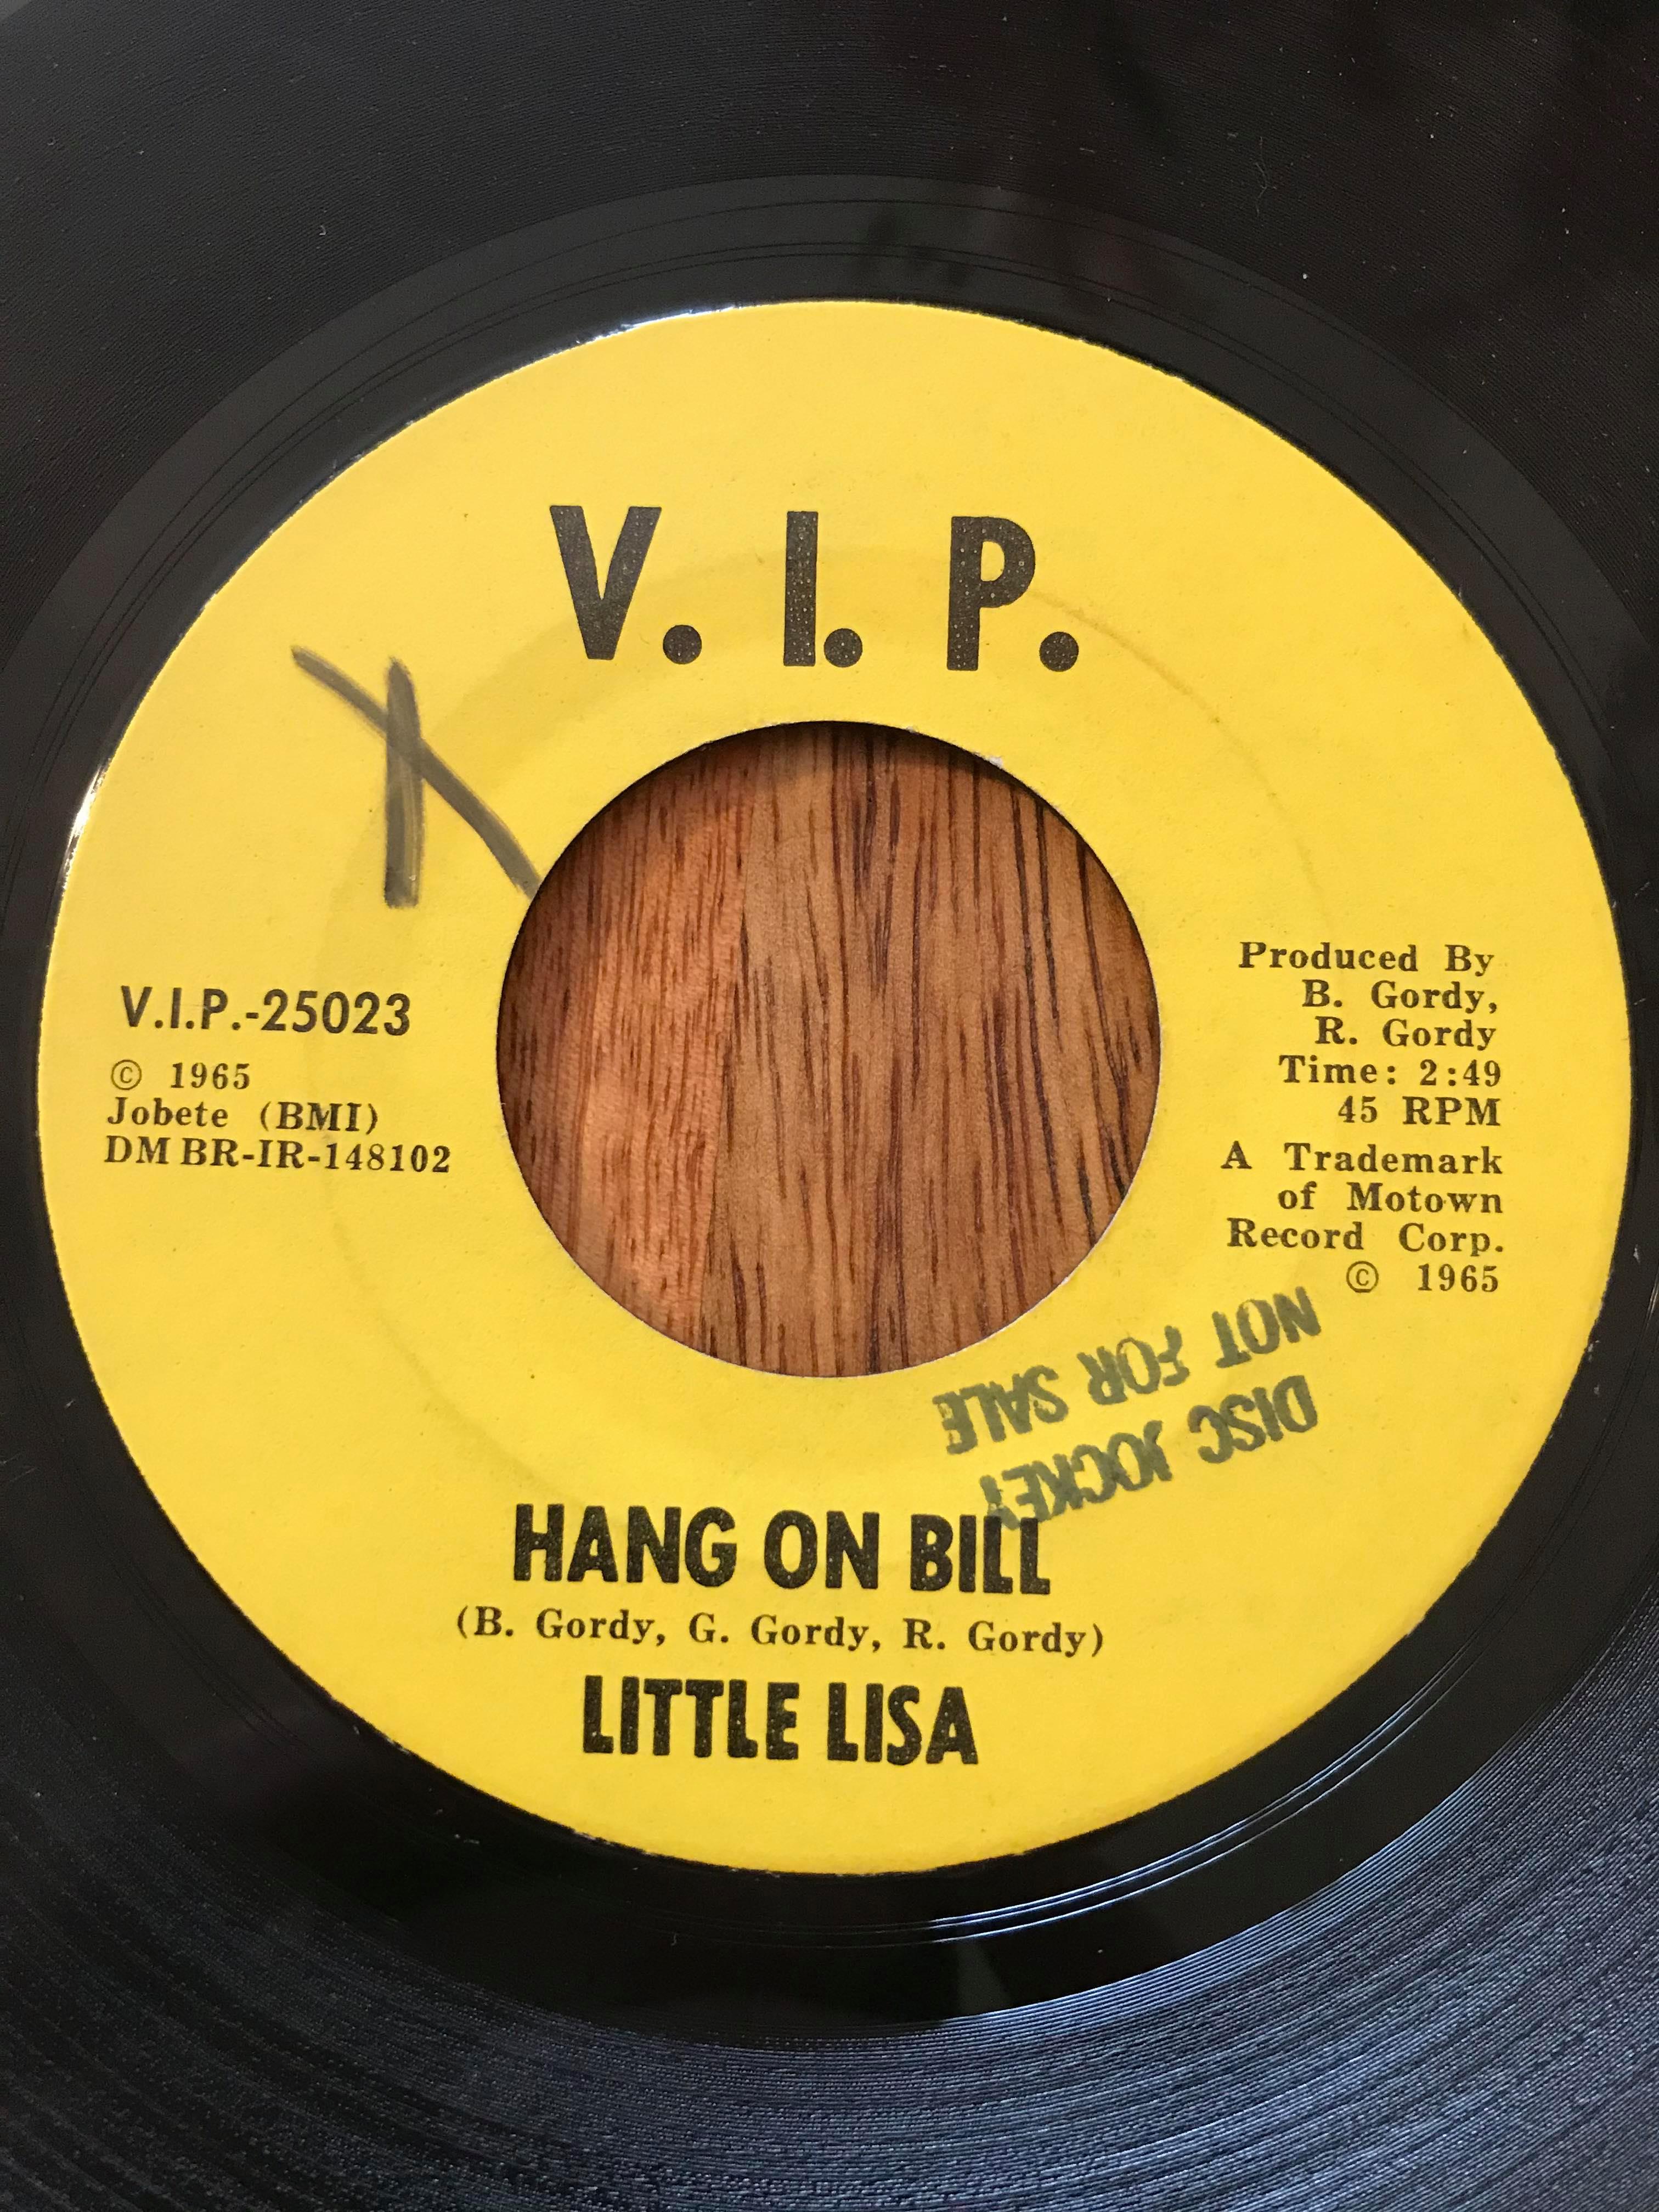 V. I. P.
V.I.P.-25023
© 1965
Jobete (BMI)
DM BR-IR-148102
Produced By
B. Gordy,
R. Gordy
Time: 2:49
45 RPM
A Trademark
of Motown
Record Corp.
© 1965
DISC JOCKEY
NOT FOR SALE
HANG ON BILL
(B. Gordy, G. Gordy, R. Gordy)
LITTLE LISA